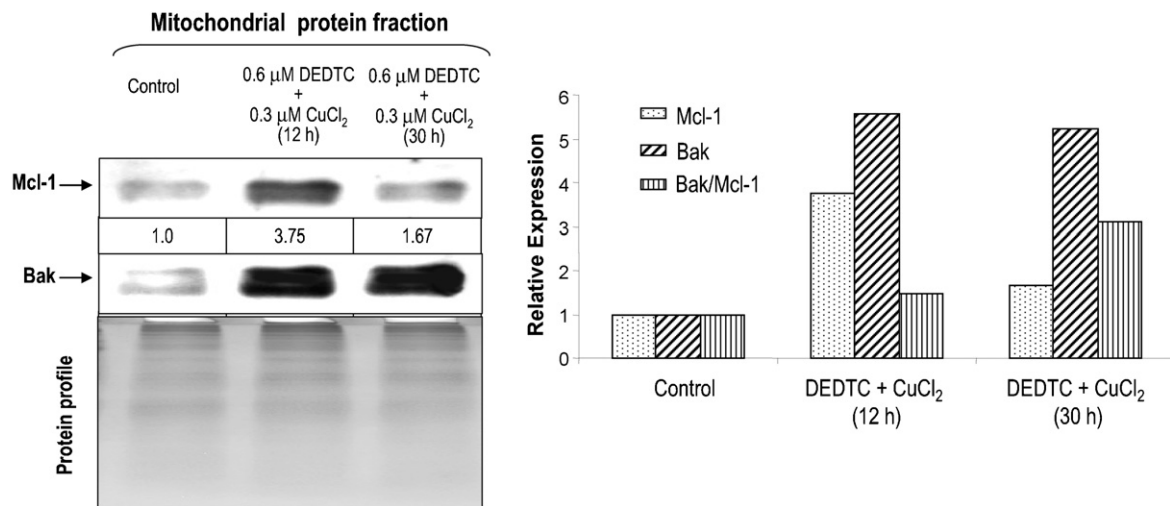 Mitochondrial protein fraction
Control
0.6 μM DEDTC
+
0.3 μM CuCl₂
(12 h)
0.6 μM DEDTC
+
0.3 μM CuCl₂
(30 h)
Mcl-1
1.0 3.75 1.67
Bak
Protein profile
Relative Expression
6
5
4
3
2
1
0
Mcl-1
Bak
Bak/Mcl-1
Control
DEDTC + CuCl₂
(12 h)
DEDTC + CuCl₂
(30 h)